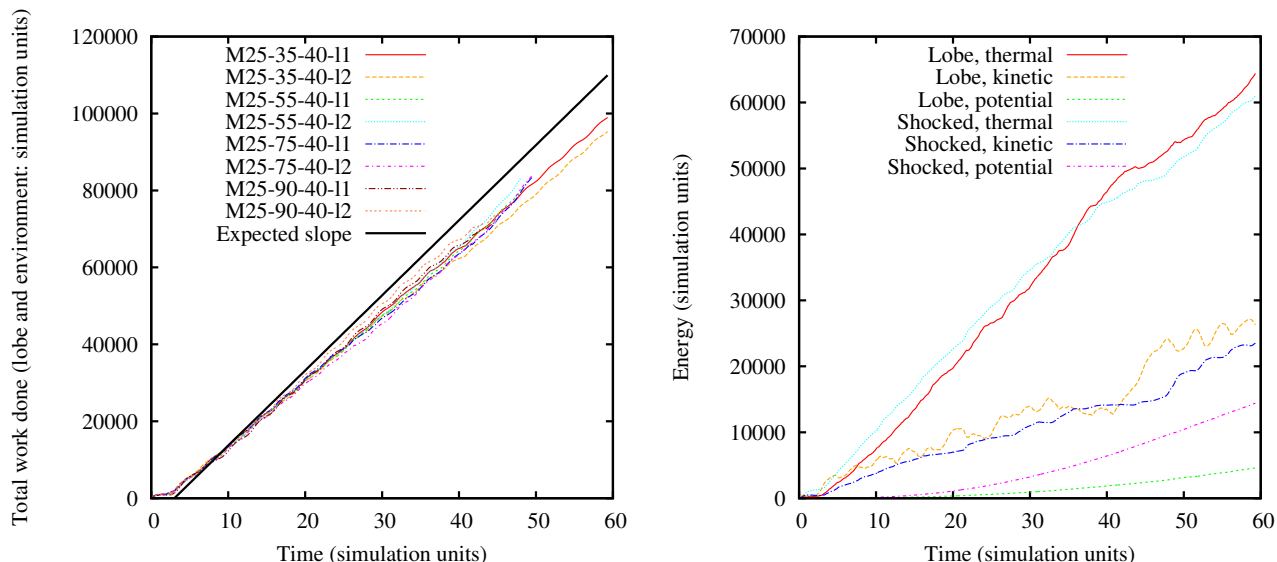 Total work done (lobe and environment: simulation units)
120000
100000
80000
60000
40000
20000
0
M25-35-40-l1
M25-35-40-l2
M25-55-40-l1
M25-55-40-l2
M25-75-40-l1
M25-75-40-l2
M25-90-40-l1
M25-90-40-l2
Expected slope
0 10 20 30 40 50 60
Time (simulation units)
Energy (simulation units)
70000
60000
50000
40000
30000
20000
10000
0
Lobe, thermal
Lobe, kinetic
Lobe, potential
Shocked, thermal
Shocked, kinetic
Shocked, potential
0 10 20 30 40 50 60
Time (simulation units)